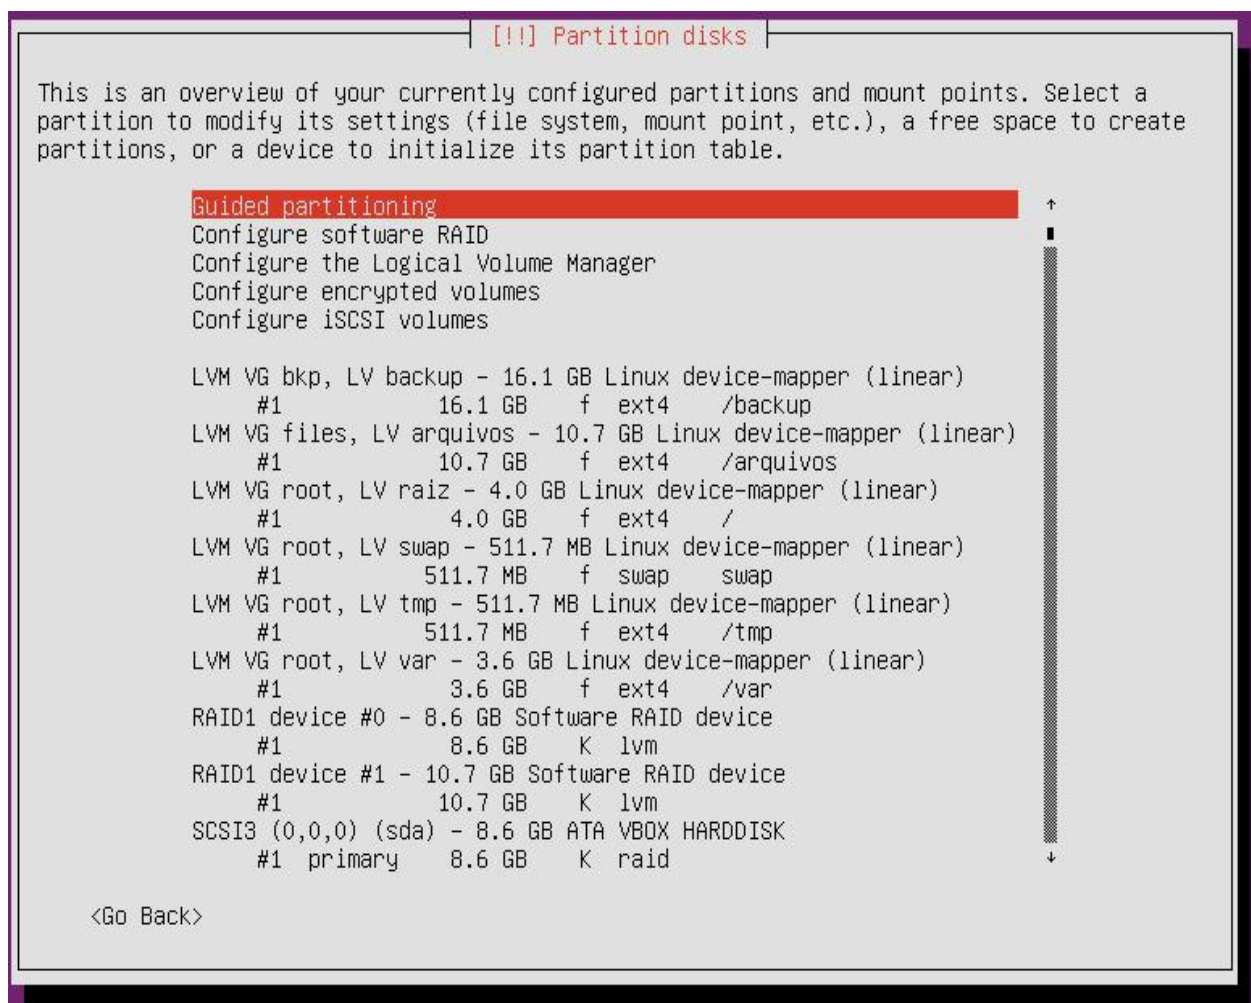 [!!] Partition disks
This is an overview of your currently configured partitions and mount points. Select a
partition to modify its settings (file system, mount point, etc.), a free space to create
partitions, or a device to initialize its partition table.
Guided partitioning
Configure software RAID
Configure the Logical Volume Manager
Configure encrypted volumes
Configure iSCSI volumes
LVM VG bkp, LV backup - 16.1 GB Linux device-mapper (linear)
#1 16.1 GB f ext4 /backup
LVM VG files, LV arquivos - 10.7 GB Linux device-mapper (linear)
#1 10.7 GB f ext4 /arquivos
LVM VG root, LV raiz - 4.0 GB Linux device-mapper (linear)
#1 4.0 GB f ext4 /
LVM VG root, LV swap - 511.7 MB Linux device-mapper (linear)
#1 511.7 MB f swap swap
LVM VG root, LV tmp - 511.7 MB Linux device-mapper (linear)
#1 511.7 MB f ext4 /tmp
LVM VG root, LV var - 3.6 GB Linux device-mapper (linear)
#1 3.6 GB f ext4 /var
RAID1 device #0 - 8.6 GB Software RAID device
#1 8.6 GB K lvm
RAID1 device #1 - 10.7 GB Software RAID device
#1 10.7 GB K lvm
SCSI3 (0,0,0) (sda) - 8.6 GB ATA VBOX HARDDISK
#1 primary 8.6 GB K raid
<Go Back>